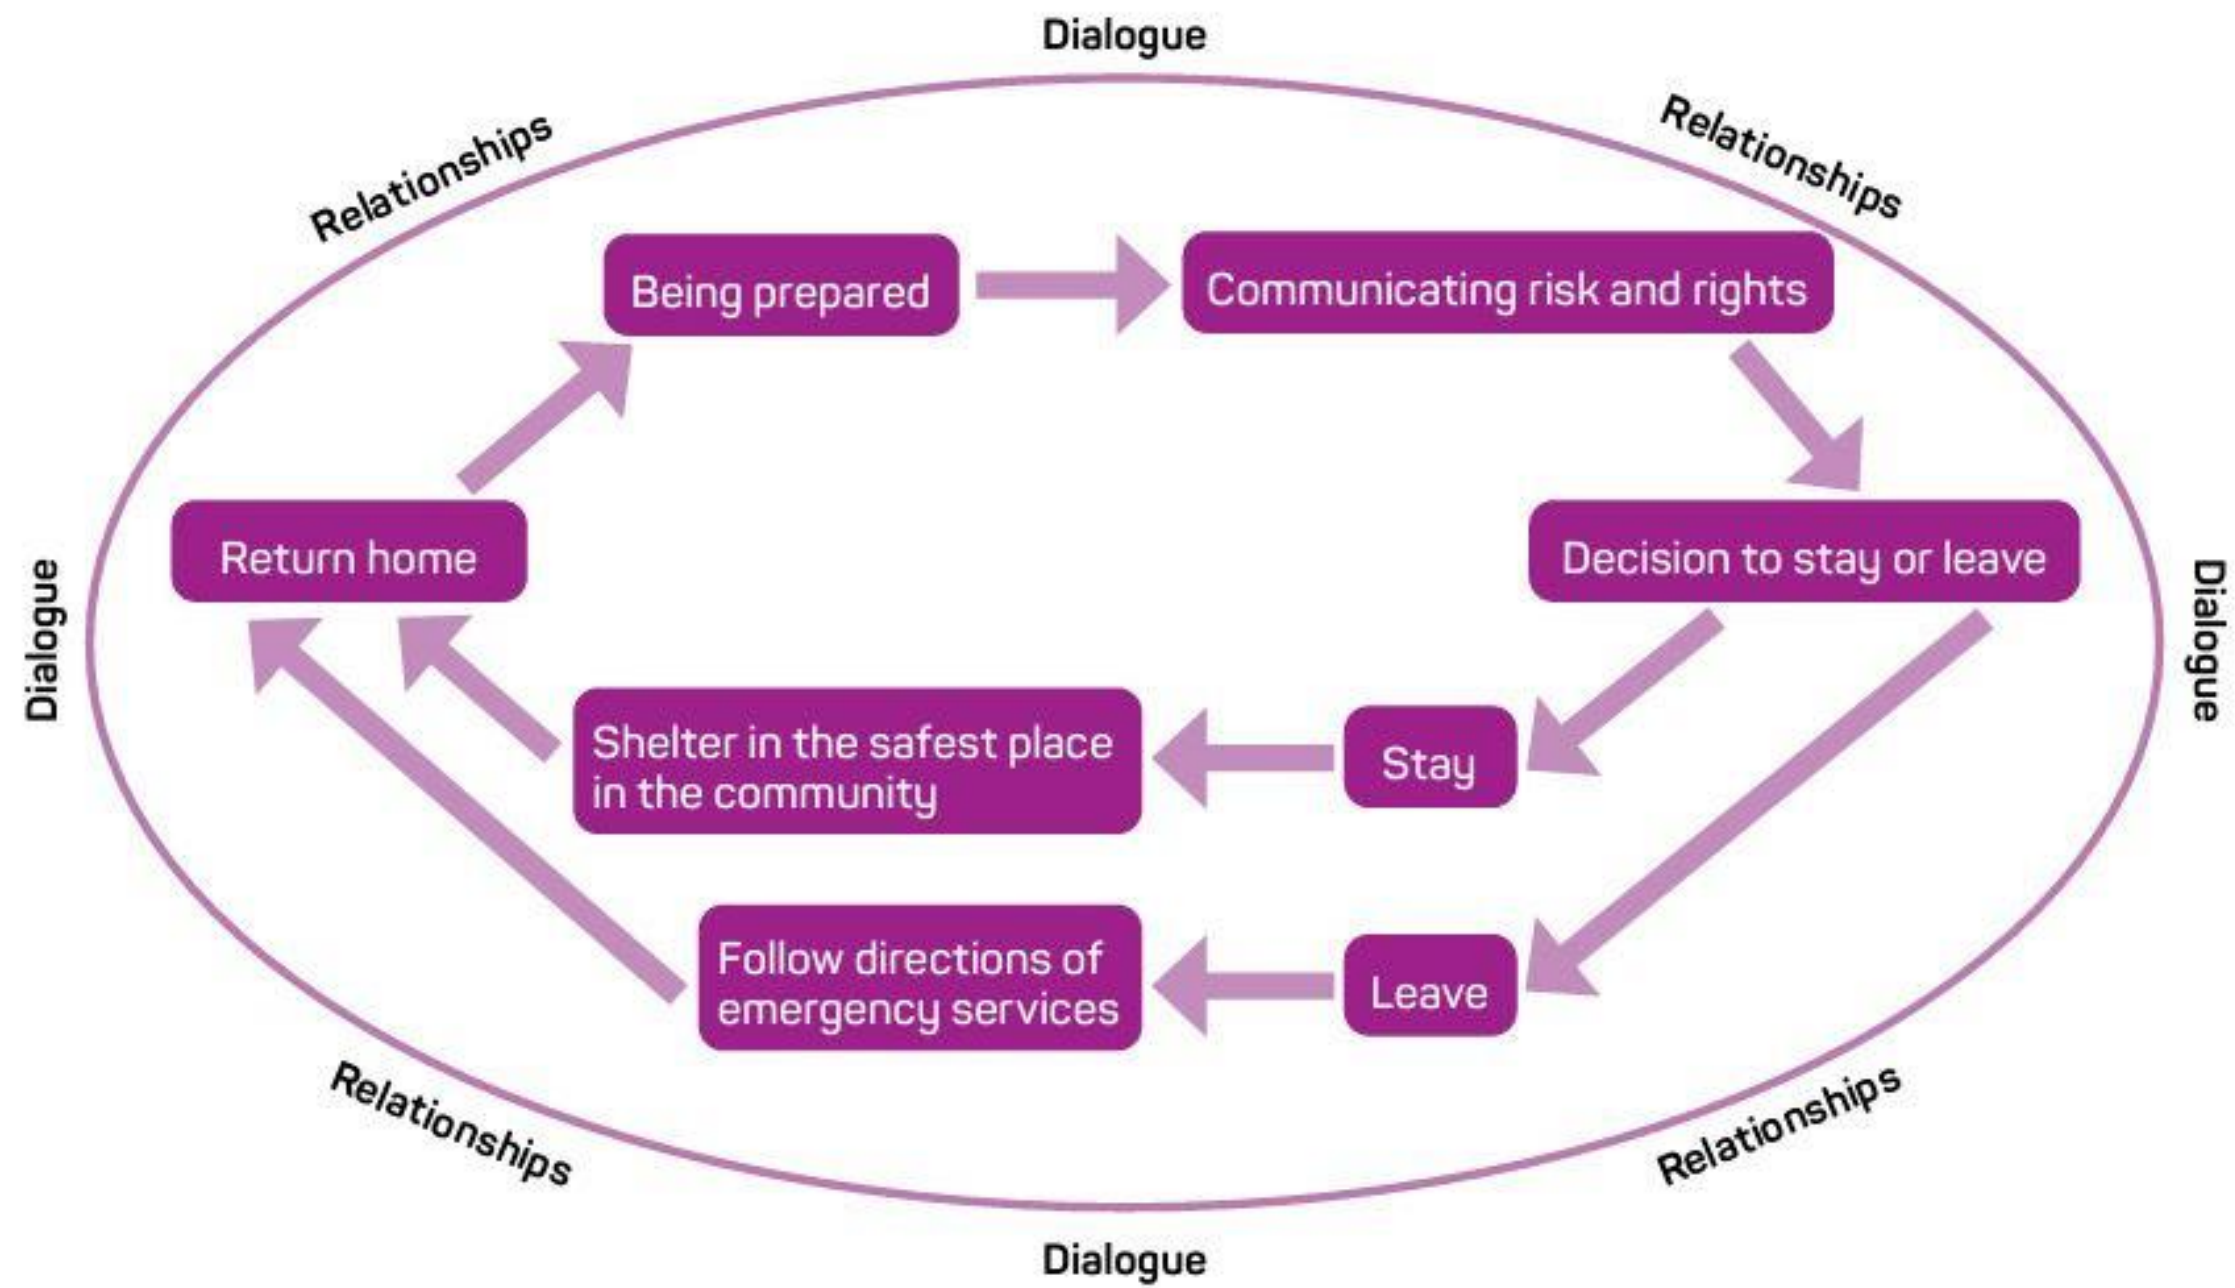 Dialogue
Relationships
Relationships
Being prepared
Communicating risk and rights
Return home
Decision to stay or leave
Dialogue
Dialogue
Shelter in the safest place
in the community
Stay
Follow directions of
emergency services
Leave
Relationships
Relationships
Dialogue